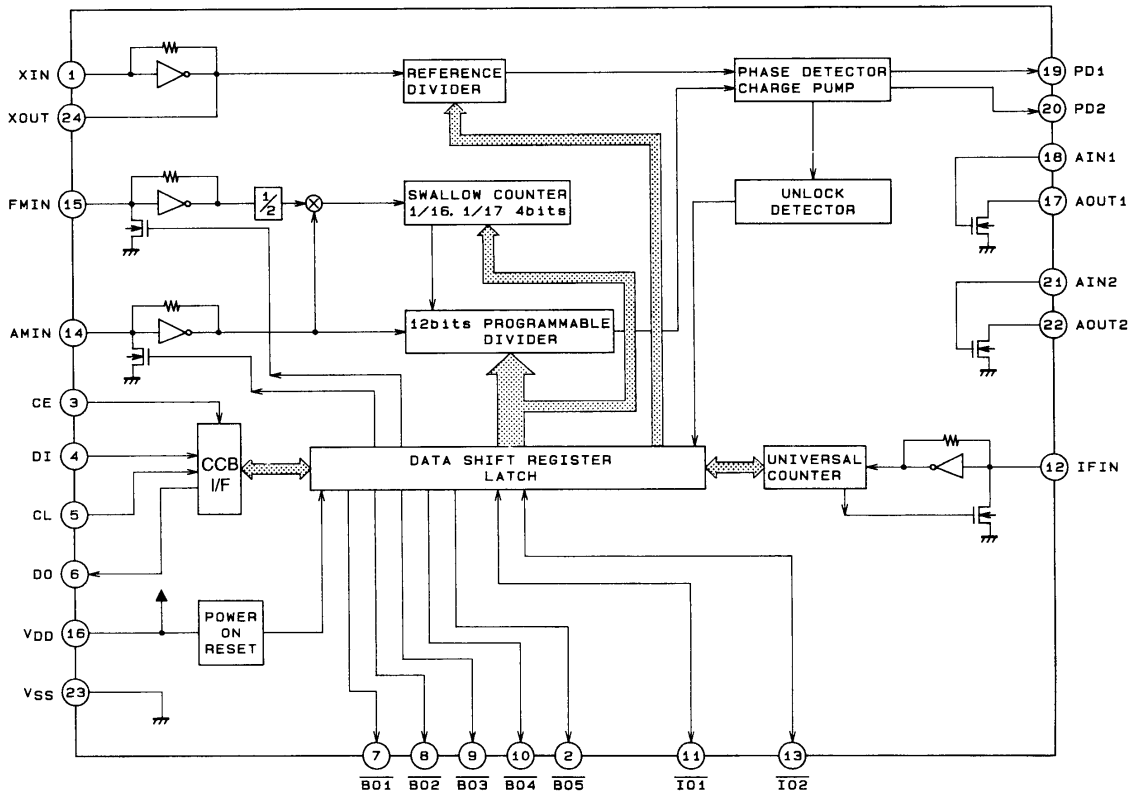 XIN 1
REFERENCE
DIVIDER
PHASE DETECTOR
CHARGE PUMP
19 PD1
20 PD2
XOUT 24
18 AIN1
FMIN 15
1/2
SWALLOW COUNTER
1/16, 1/17 4bits
UNLOCK
DETECTOR
17 AOUT1
21 AIN2
AMIN 14
12bits PROGRAMMABLE
DIVIDER
22 AOUT2
CE 3
DI 4
CCB
I/F
DATA SHIFT REGISTER
LATCH
UNIVERSAL
COUNTER
12 IFIN
CL 5
DO 6
VDD 16
POWER
ON
RESET
VSS 23
7 8 9 10 2 11 13
BO1 BO2 BO3 BO4 BO5 IO1 IO2